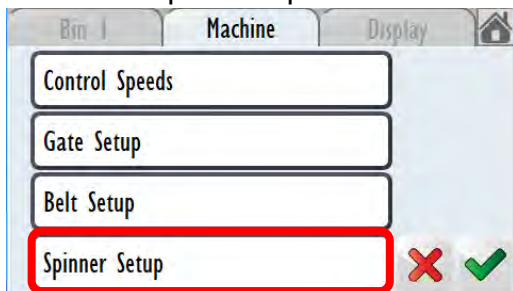 Bin 1 Machine Display
Control Speeds
Gate Setup
Belt Setup
Spinner Setup